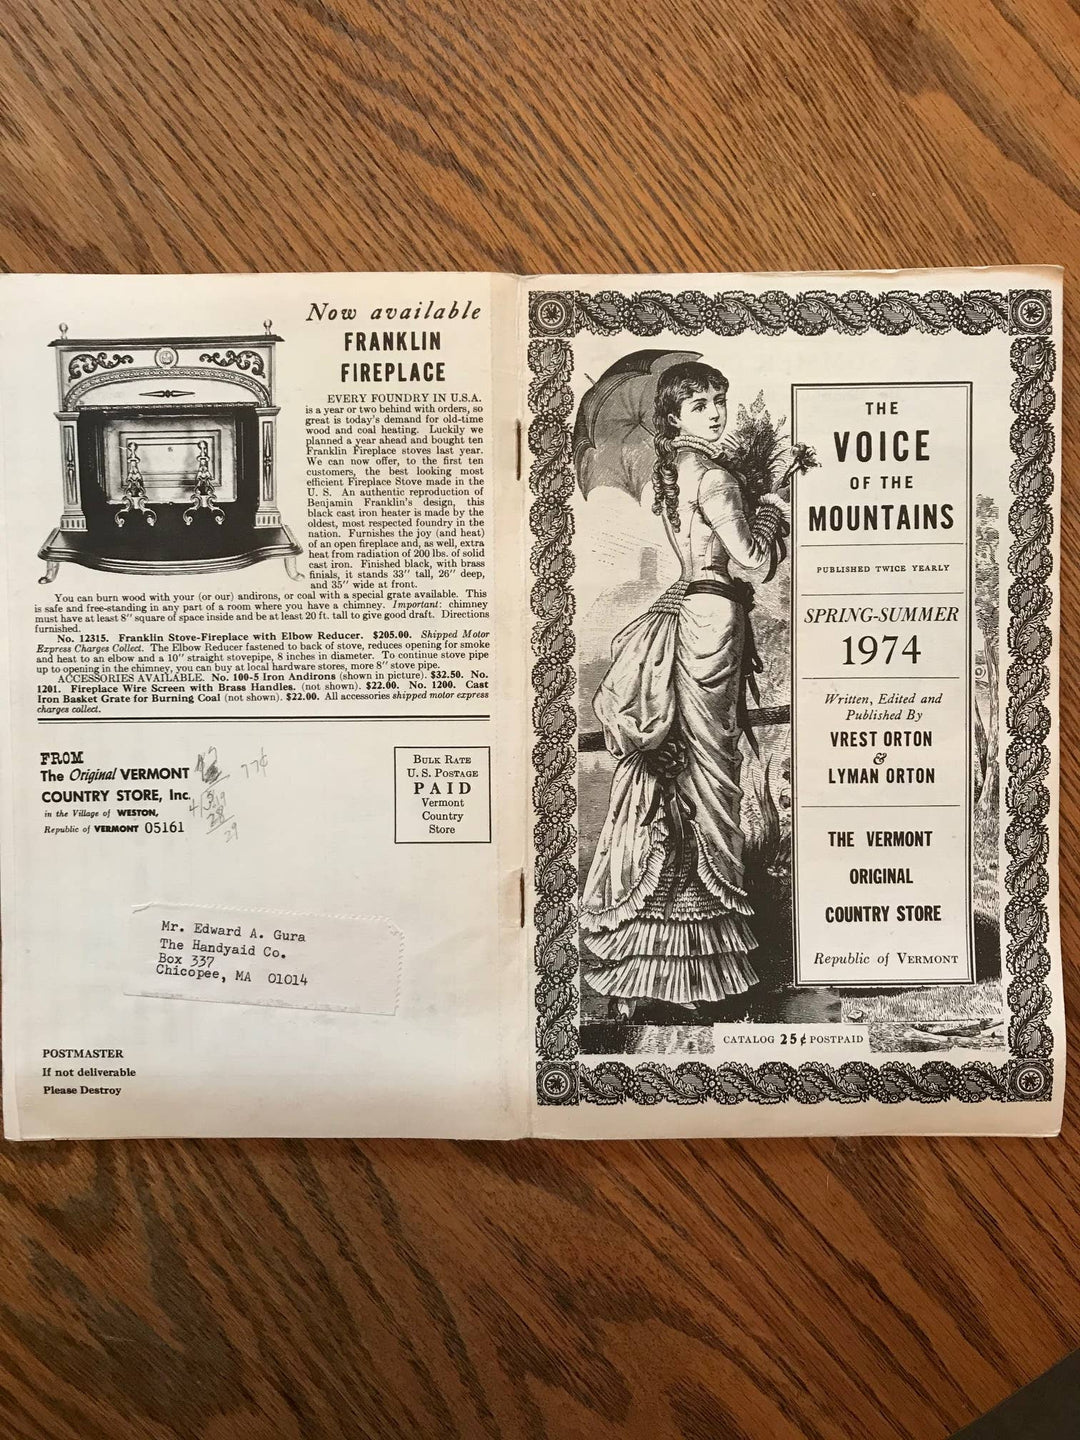 Now available
FRANKLIN
FIREPLACE
EVERY FOUNDRY IN U.S.A.
is a year or two behind with orders, so
great is today's demand for old-time
wood and coal heating. Luckily we
planned a year ahead and bought ten
Franklin Fireplace stoves last year.
We can now offer, to the first ten
customers, the best looking most
efficient Fireplace Stove made in the
U. S. An authentic reproduction of
Benjamin Franklin's design, this
black cast iron heater is made by the
oldest, most respected foundry in the
nation. Furnishes the joy (and heat)
of an open fireplace and, as well, extra
heat from radiation of 200 lbs. of solid
cast iron. Finished black, with brass
finials, it stands 33" tall, 26" deep,
and 35" wide at front.
You can burn wood with your (or our) andirons, or coal with a special grate available. This
is safe and free-standing in any part of a room where you have a chimney. Important: chimney
must have at least 8" square of space inside and be at least 20 ft. tall to give good draft. Directions
furnished.
No. 12315. Franklin Stove-Fireplace with Elbow Reducer. $205.00. Shipped Motor
Express Charges Collect. The Elbow Reducer fastened to back of stove, reduces opening for smoke
and heat to an elbow and a 10" straight stovepipe, 8 inches in diameter. To continue stove pipe
up to opening in the chimney, you can buy at local hardware stores, more 8" stove pipe.
ACCESSORIES AVAILABLE. No. 100-5 Iron Andirons (shown in picture). $32.50. No.
1201. Fireplace Wire Screen with Brass Handles. (not shown). $22.00. No. 1200. Cast
Iron Basket Grate for Burning Coal (not shown). $22.00. All accessories shipped motor express
charges collect.
FROM
The Original VERMONT
COUNTRY STORE, Inc.
in the Village of WESTON,
Republic of VERMONT 05161
77¢
28
39
BULK RATE
U. S. POSTAGE
PAID
Vermont
Country
Store
Mr. Edward A. Gura
The Handyaid Co.
Box 337
Chicopee, MA 01014
POSTMASTER
If not deliverable
Please Destroy
THE
VOICE
OF THE
MOUNTAINS
PUBLISHED TWICE YEARLY
SPRING-SUMMER
1974
Written, Edited and
Published By
VREST ORTON
&
LYMAN ORTON
THE VERMONT
ORIGINAL
COUNTRY STORE
Republic of VERMONT
CATALOG 25¢ POSTPAID